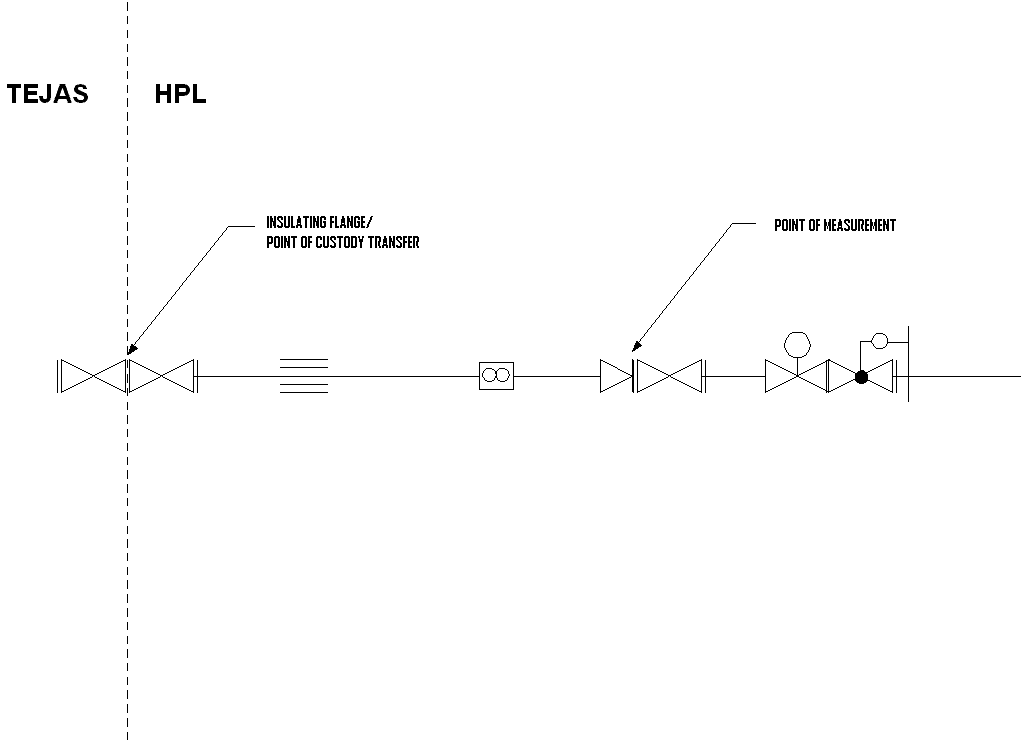 TEJAS
HPL
INSULATING FLANGE/
POINT OF CUSTODY TRANSFER
POINT OF MEASUREMENT